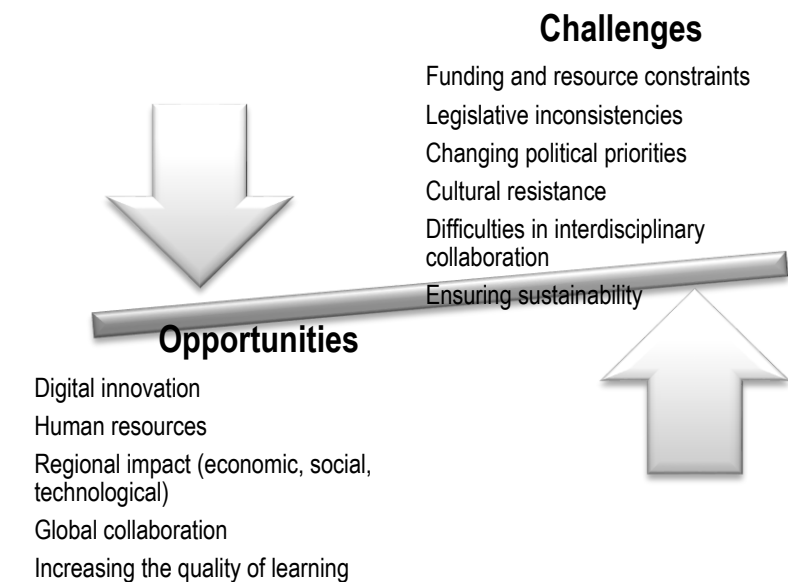 Challenges
Funding and resource constraints
Legislative inconsistencies
Changing political priorities
Cultural resistance
Difficulties in interdisciplinary
collaboration
Ensuring sustainability
Opportunities
Digital innovation
Human resources
Regional impact (economic, social,
technological)
Global collaboration
Increasing the quality of learning